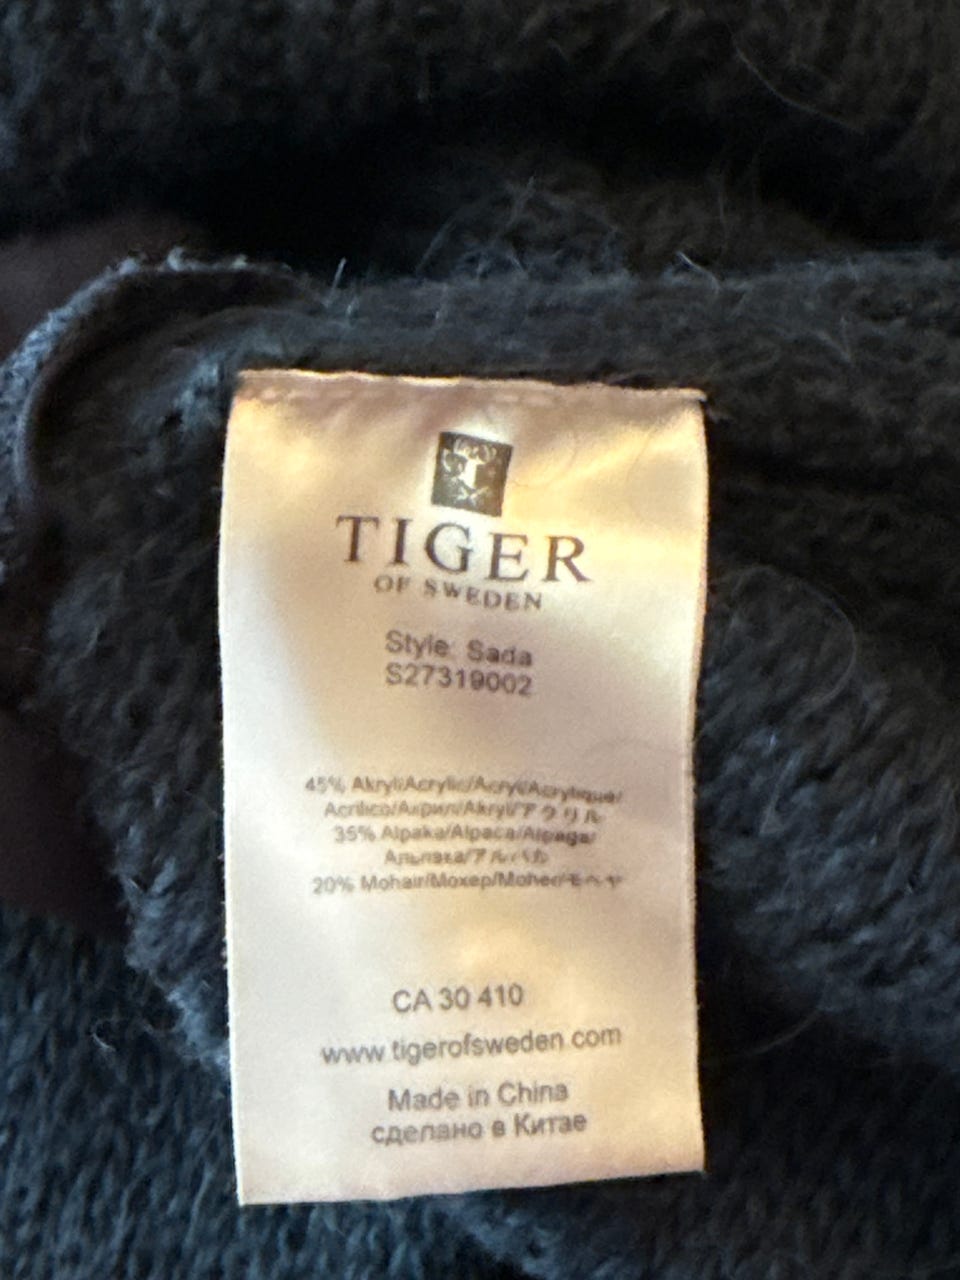 TIGER
OF SWEDEN
Style: Sada
S27319002
45% Akryl/Acrylic/Acryl/Acrylique/
Acrilico/Акрил/Akryl/アクリル
35% Alpaka/Alpaca/Alpaga/
Альпака/アルパカ
20% Mohair/Мохер/Moher/モヘヤ
CA 30 410
www.tigerofsweden.com
Made in China
сделано в Китае